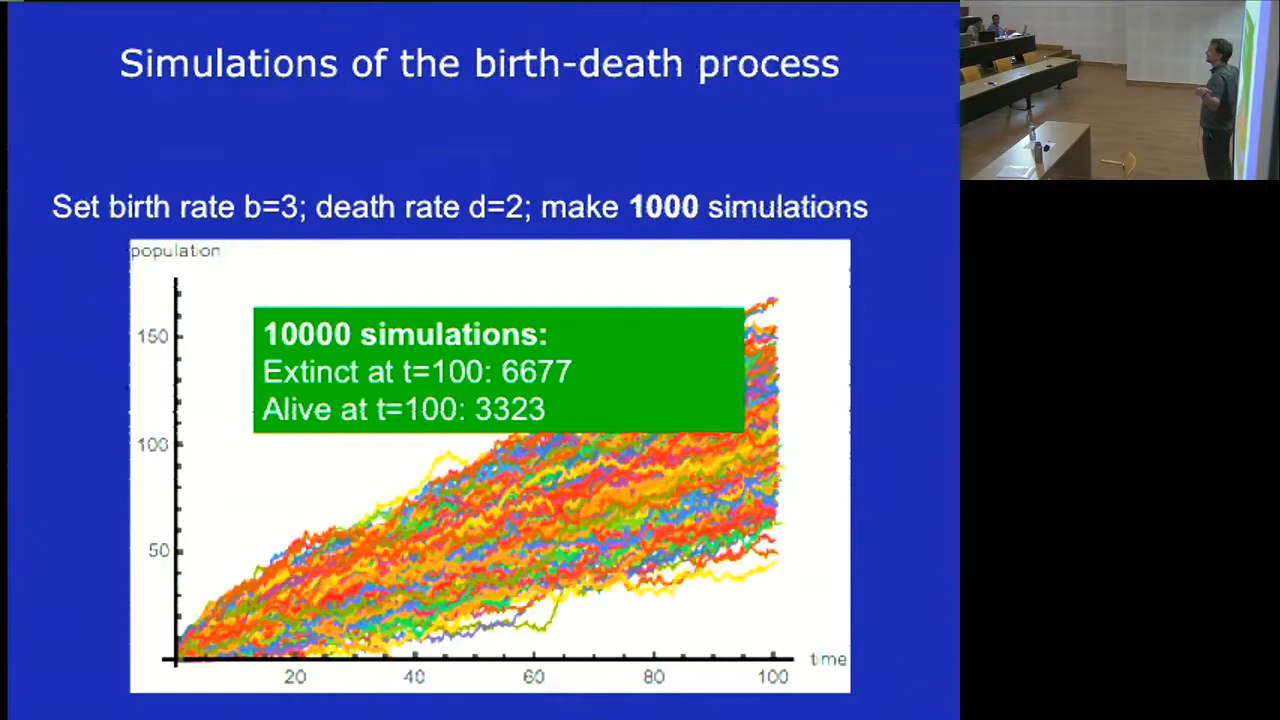 Simulations of the birth-death process
Set birth rate b=3; death rate d=2; make 1000 simulations
population
10000 simulations:
Extinct at t=100: 6677
Alive at t=100: 3323
150
100
50
time
20 40 60 80 100